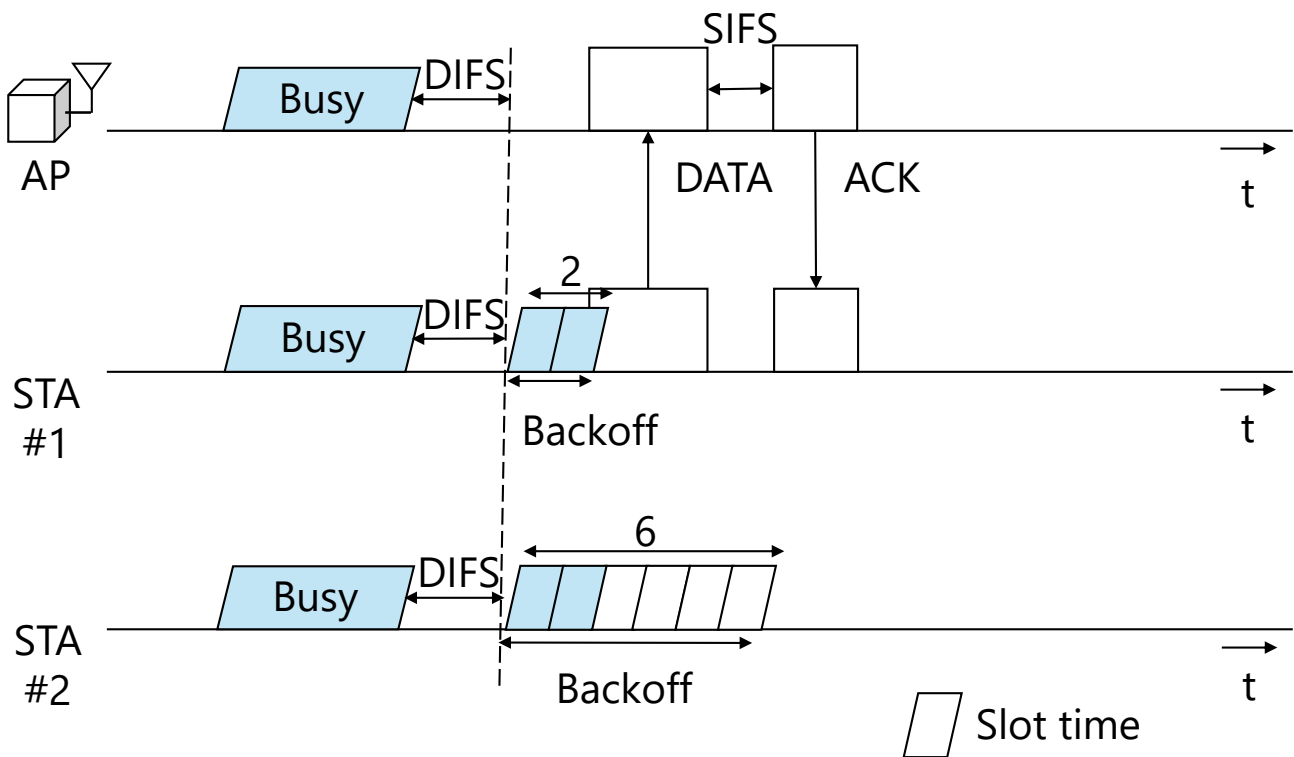 SIFS
DIFS
Busy
AP
DATA
ACK
t
2
DIFS
Busy
STA
#1
Backoff
t
6
DIFS
Busy
STA
#2
Backoff
t
Slot time